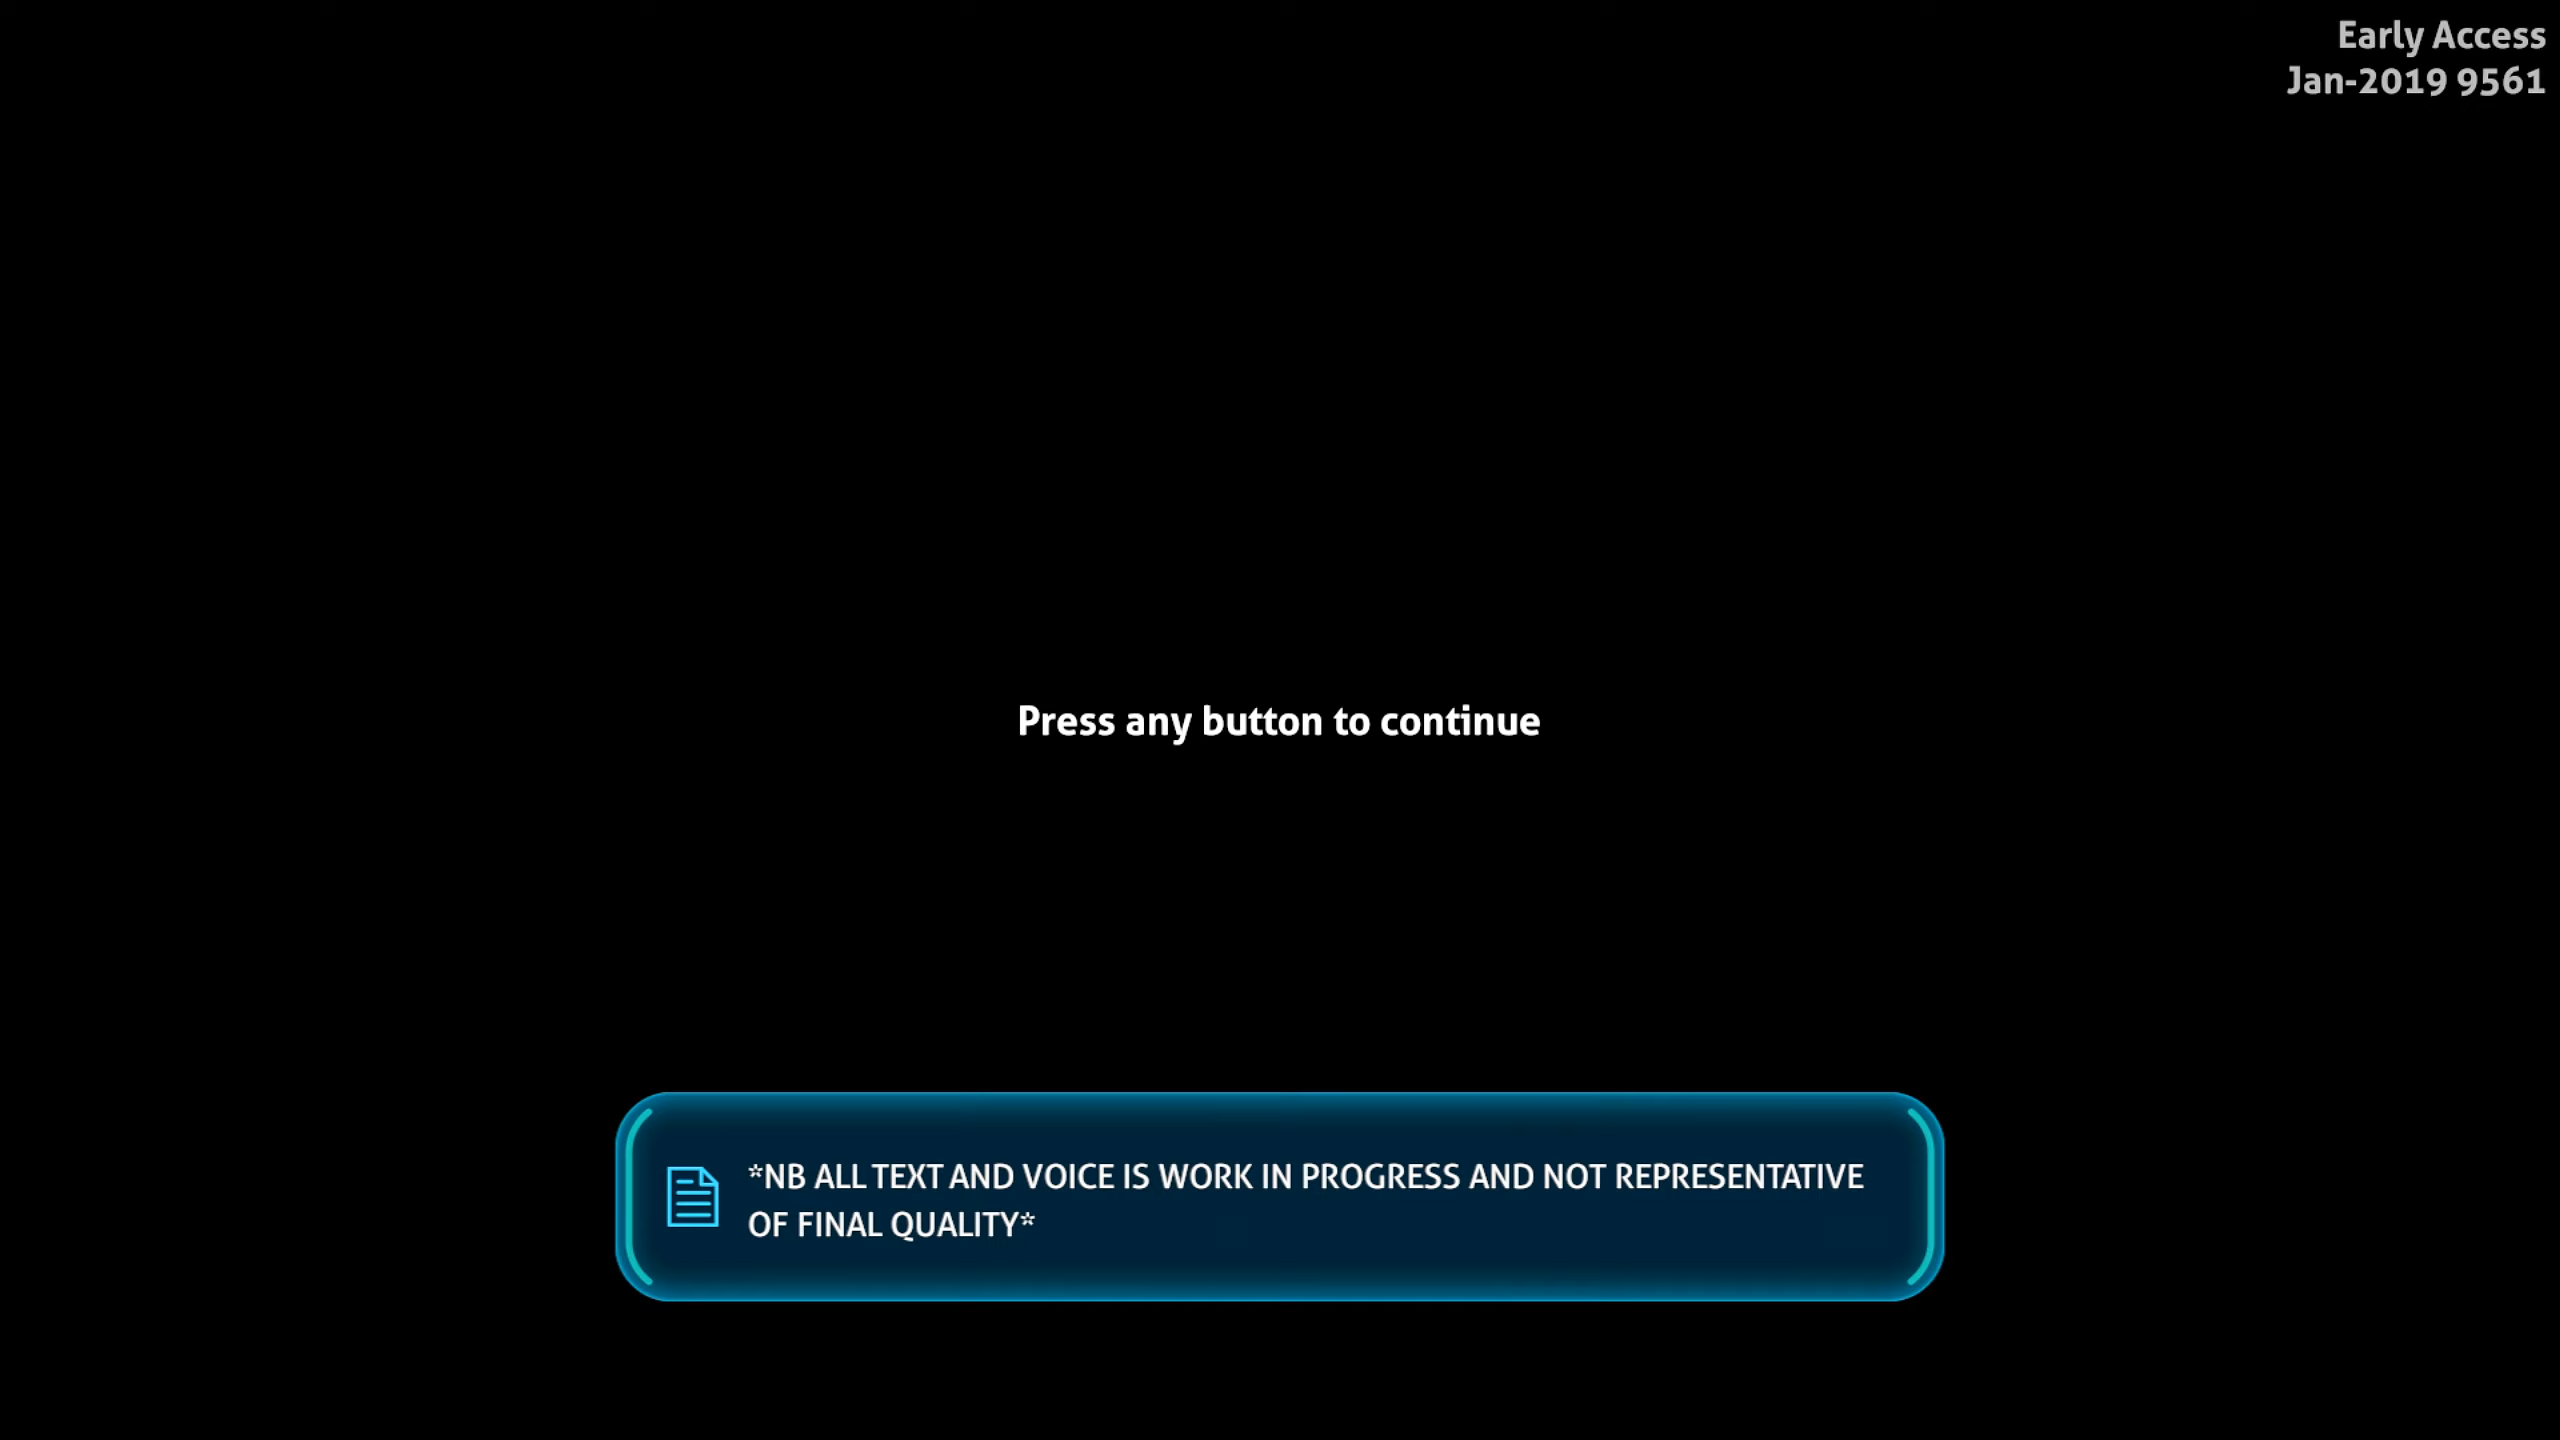 Early Access
Jan-2019 9561
Press any button to continue
*NB ALL TEXT AND VOICE IS WORK IN PROGRESS AND NOT REPRESENTATIVE
OF FINAL QUALITY*